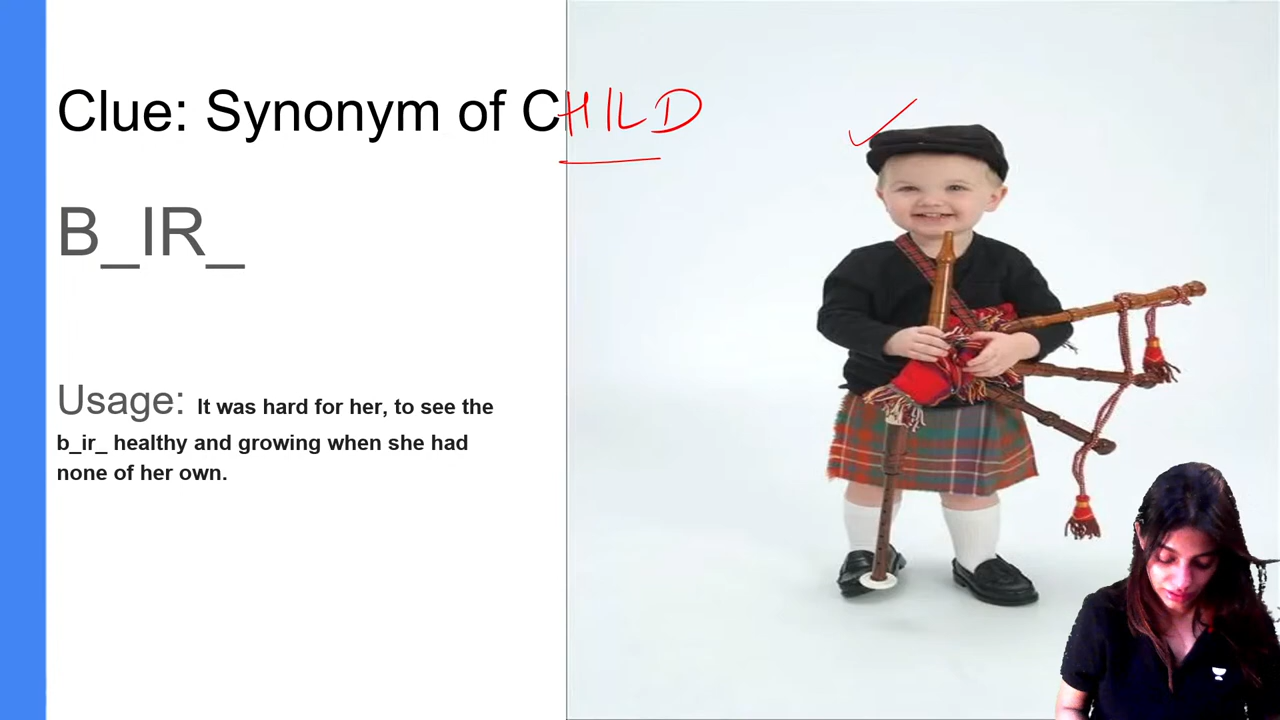 Clue: Synonym of CHILD
B_IR_
Usage: It was hard for her, to see the
b_ir_ healthy and growing when she had
none of her own.